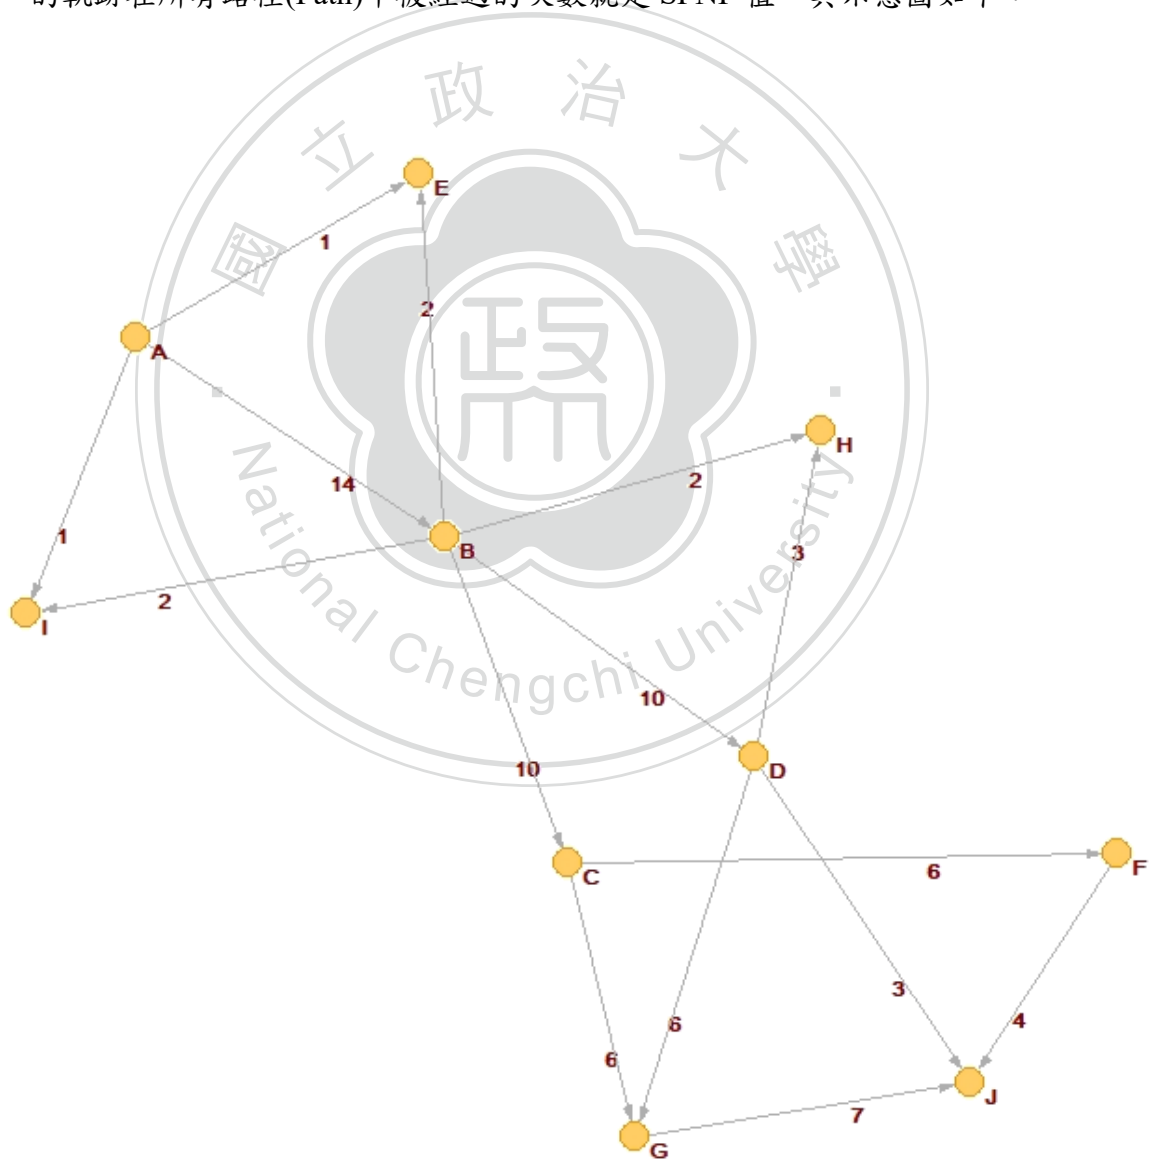 的軌跡在所有路徑(Path)中被經過的次數就是 SPNP 值，其示意圖如下：
國立政治大學
National Chengchi University
政
E
1
2
A
H
14
2
B
1
3
2
I
10
10
D
C
F
6
3
6
4
6
J
7
G